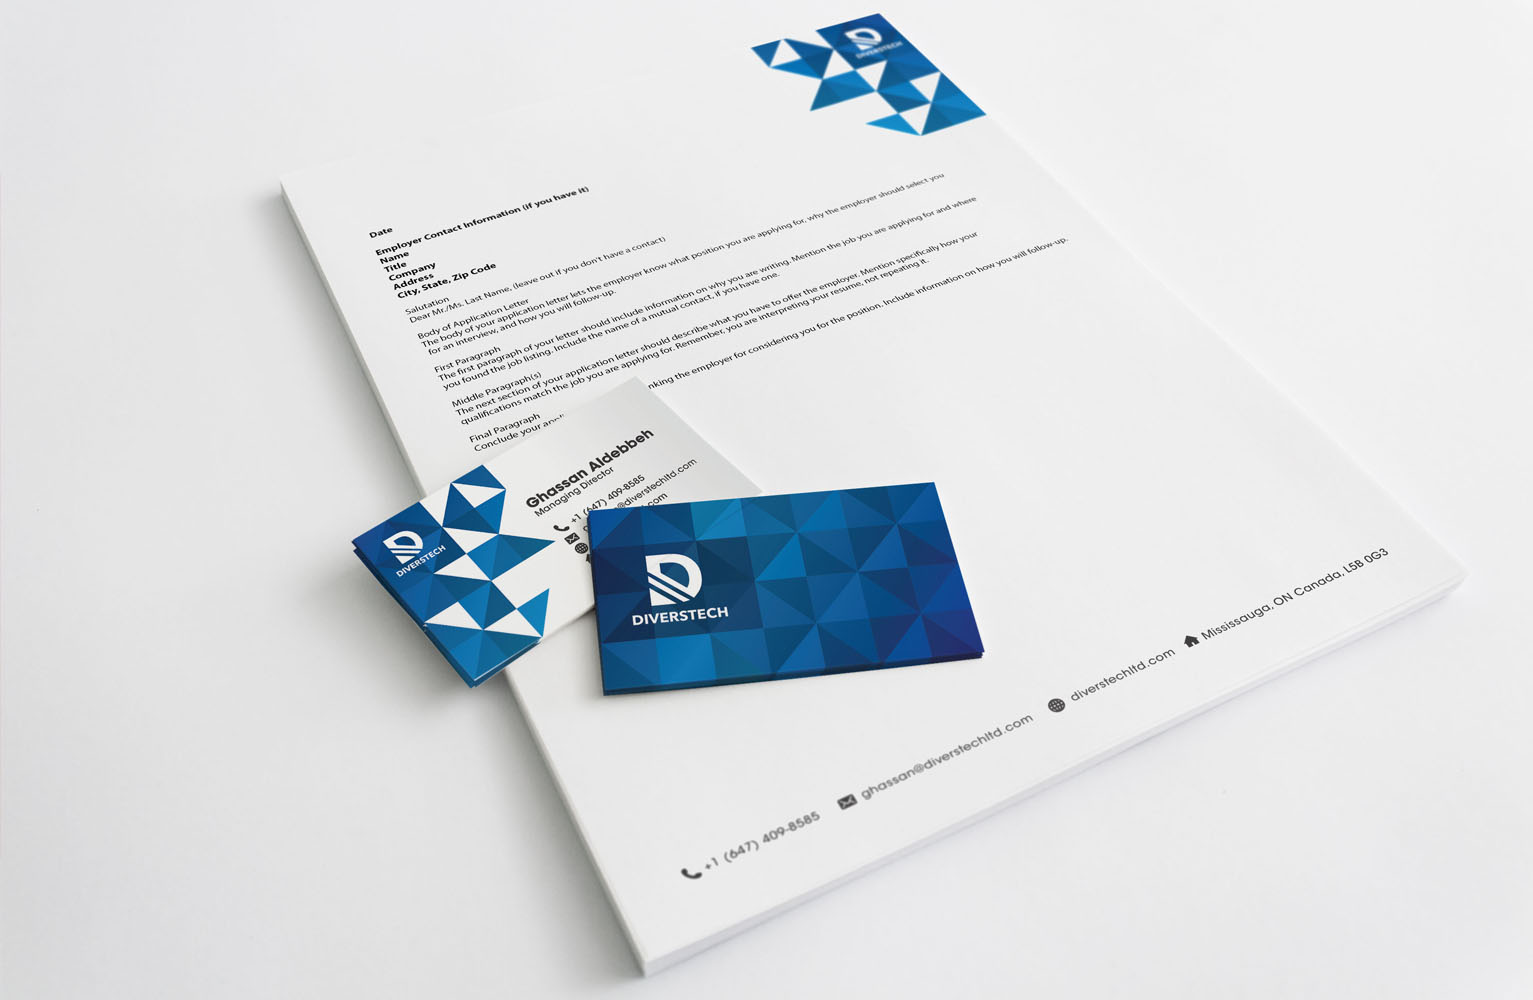 DIVERSTECH
Date
Employer Contact Information (if you have it)
Name
Title
Company
Address
City, State, Zip Code
Salutation
Dear Mr./Ms. Last Name, (leave out if you don't have a contact)
Body of Application Letter
The body of your application letter lets the employer know what position you are applying for, why the employer should select you
for an interview, and how you will follow-up.
First Paragraph
The first paragraph of your letter should include information on why you are writing. Mention the job you are applying for and where
you found the job listing. Include the name of a mutual contact, if you have one.
Middle Paragraph(s)
The next section of your application letter should describe what you have to offer the employer. Mention specifically how your
qualifications match the job you are applying for. Remember, you are interpreting your resume, not repeating it.
Final Paragraph
Conclude your nking the employer for considering you for the position. Include information on how you will follow-up.
DIVERSTECH
Ghassan Aldebbeh
Managing Director
+1 (647) 409-8585
@diverstechltd.com
.com
DIVERSTECH
+1 (647) 409-8585
ghassan@diverstechltd.com
diverstechltd.com
Mississauga, ON Canada, L5B 0G3